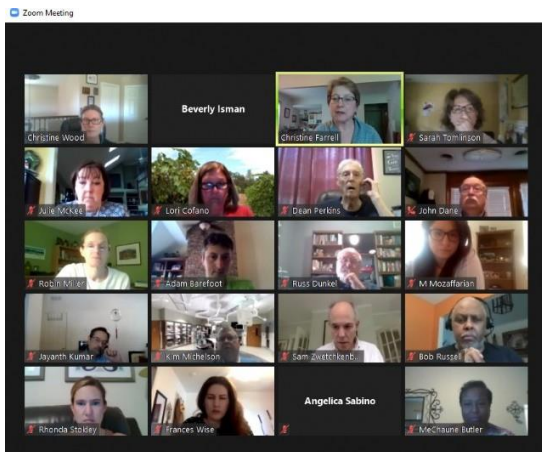 Zoom Meeting
Christine Wood
Beverly Isman
Christine Farrell
Sarah Tomlinson
Julie McKee
Lori Cofano
Dean Perkins
John Dane
Robin Miller
Adam Barefoot
Russ Dunkel
M Mozaffarian
Jayanth Kumar
Kim Michelson
Sam Zwetchkenb...
Bob Russell
Rhonda Stokley
Frances Wise
Angelica Sabino
MeChaune Butler